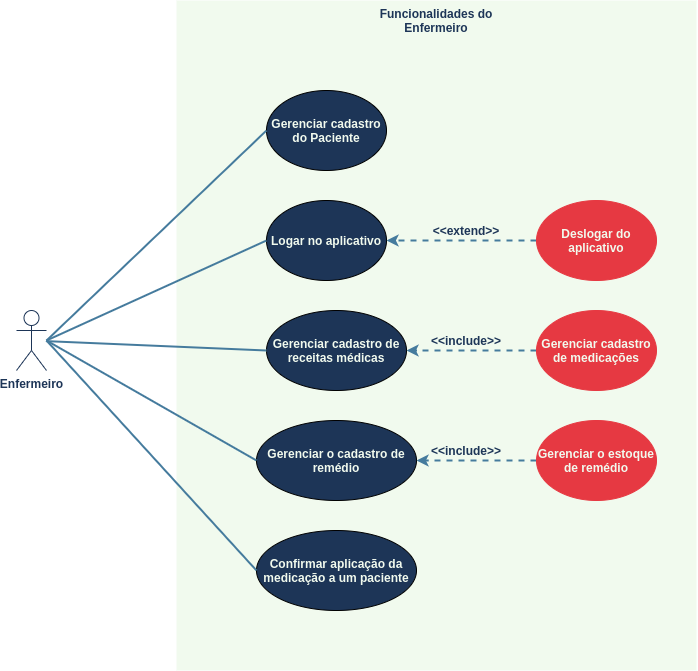 Funcionalidades do
Enfermeiro
Gerenciar cadastro
do Paciente
Logar no aplicativo
<<extend>>
Deslogar do
aplicativo
Gerenciar cadastro de
receitas médicas
<<include>>
Gerenciar cadastro
de medicações
Enfermeiro
Gerenciar o cadastro de
remédio
<<include>>
Gerenciar o estoque
de remédio
Confirmar aplicação da
medicação a um paciente